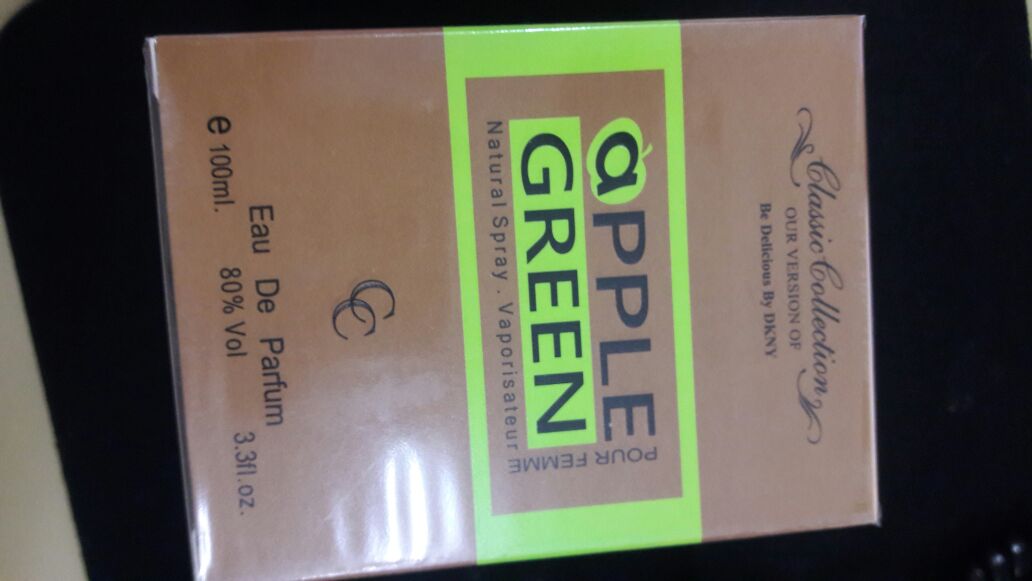 Classic Collection
OUR VERSION OF
Be Delicious By DKNY
aPPLE
GREEN
POUR FEMME
Natural Spray . Vaporisateur
CC
Eau De Parfum
e 100ml. 80% Vol 3.3fl.oz.